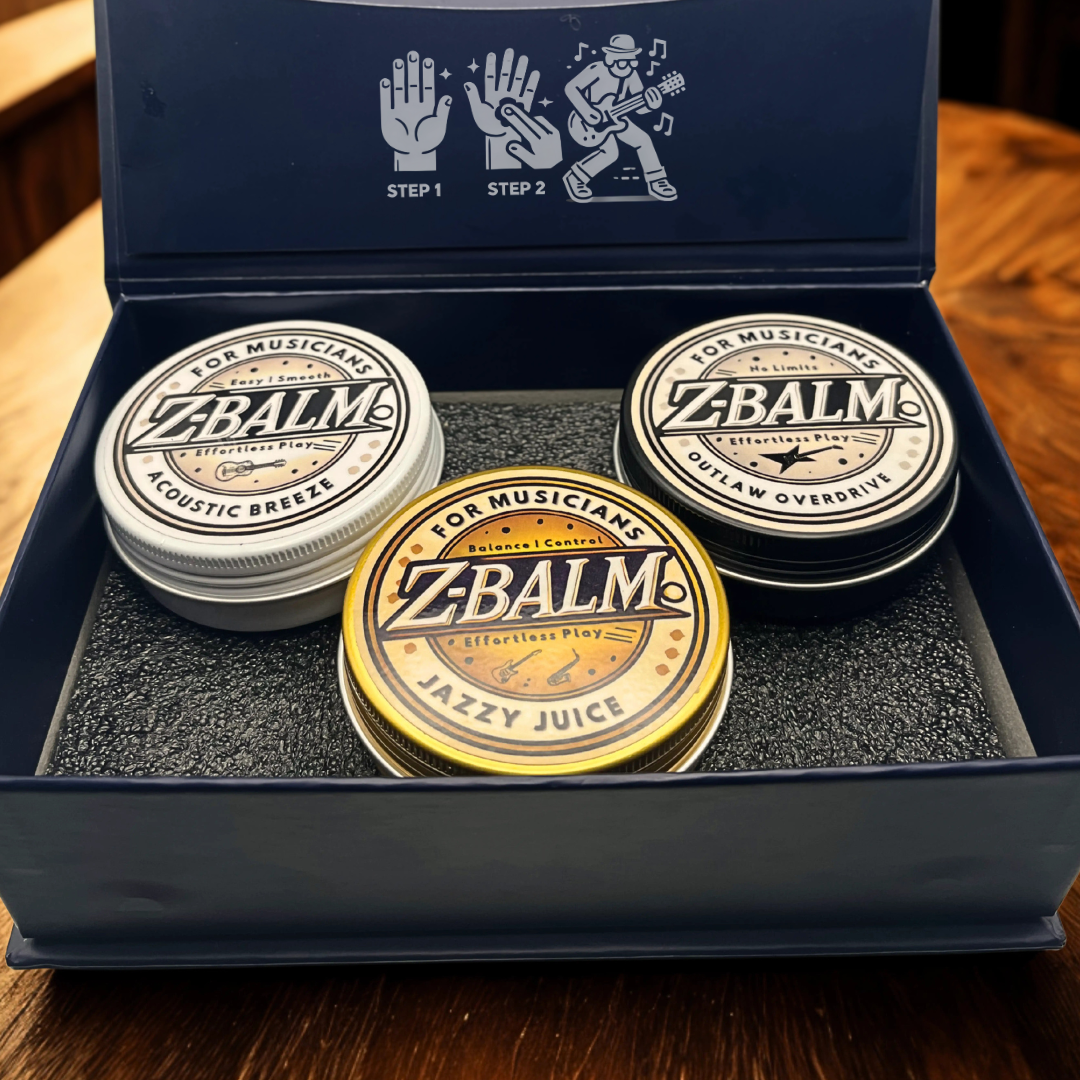 STEP 1
STEP 2
FOR MUSICIANS
Easy | Smooth
Z-BALM
Effortless Play
ACOUSTIC BREEZE
FOR MUSICIANS
No Limits
Z-BALM
Effortless Play
OUTLAW OVERDRIVE
FOR MUSICIANS
Balance | Control
Z-BALM
Effortless Play
JAZZY JUICE